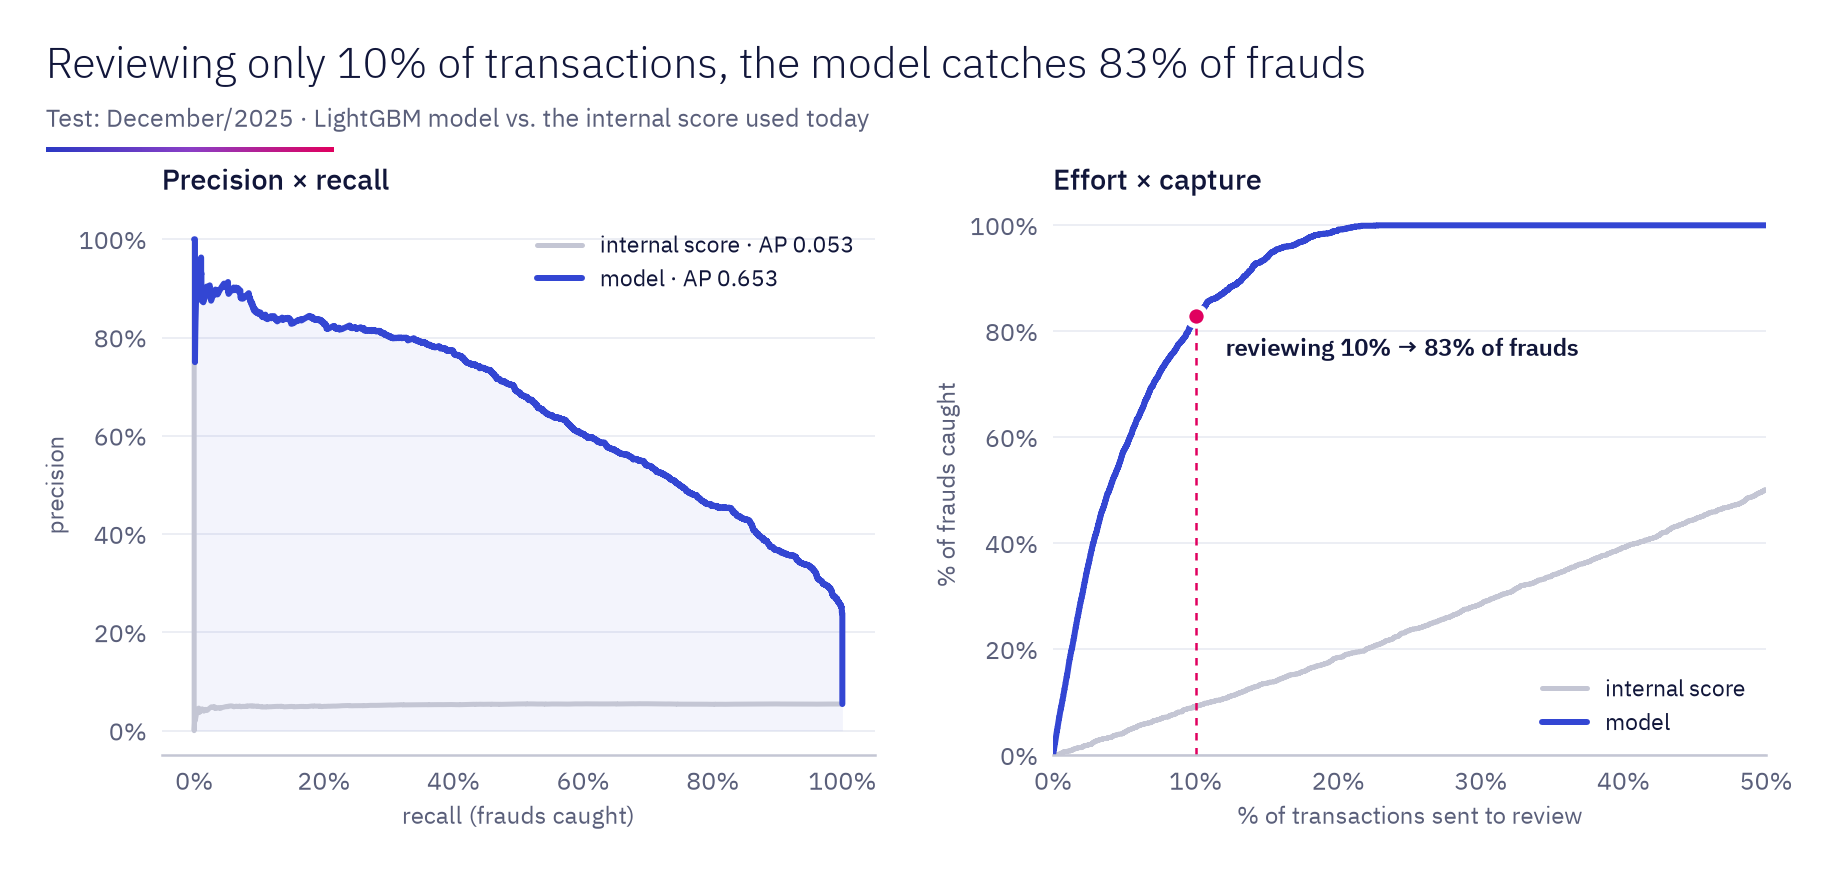 Reviewing only 10% of transactions, the model catches 83% of frauds
Test: December/2025 · LightGBM model vs. the internal score used today
Precision × recall
100%
80%
60%
40%
20%
0%
precision
internal score · AP 0.053
model · AP 0.653
0% 20% 40% 60% 80% 100%
recall (frauds caught)
Effort × capture
100%
80%
60%
40%
20%
0%
% of frauds caught
reviewing 10% → 83% of frauds
internal score
model
0% 10% 20% 30% 40% 50%
% of transactions sent to review